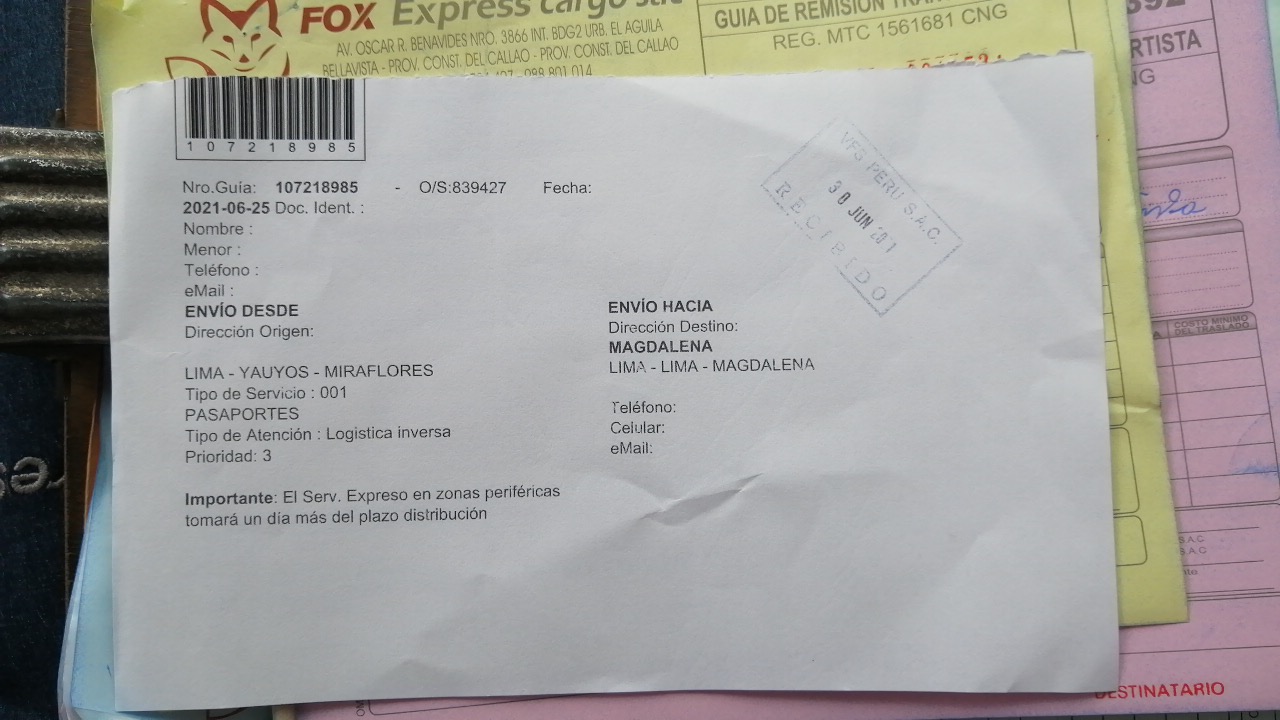 FOX Express cargo sac
AV. OSCAR R. BENAVIDES NRO. 3866 INT. BDG2 URB. EL AGUILA
BELLAVISTA - PROV. CONST. DEL CALLAO - PROV. CONST. DEL CALLAO
998 801 014
GUIA DE REMISIÓN
REG. MTC 1561681 CNG
107218985
Nro.Guía: 107218985 - O/S:839427 Fecha:
2021-06-25 Doc. Ident. :
Nombre :
Menor :
Teléfono :
eMail :
ENVÍO DESDE
Dirección Origen:
LIMA - YAUYOS - MIRAFLORES
Tipo de Servicio : 001
PASAPORTES
Tipo de Atención : Logistica inversa
Prioridad: 3
Importante: El Serv. Expreso en zonas periféricas
tomará un día más del plazo distribución
ENVÍO HACIA
Dirección Destino:
MAGDALENA
LIMA - LIMA - MAGDALENA
Teléfono:
Celular:
eMail:
VFS PERU S.A.C.
30 JUN
RECIBIDO
COSTO MINIMO
DEL TRASLADO
S.A.C
S.A.C
DESTINATARIO